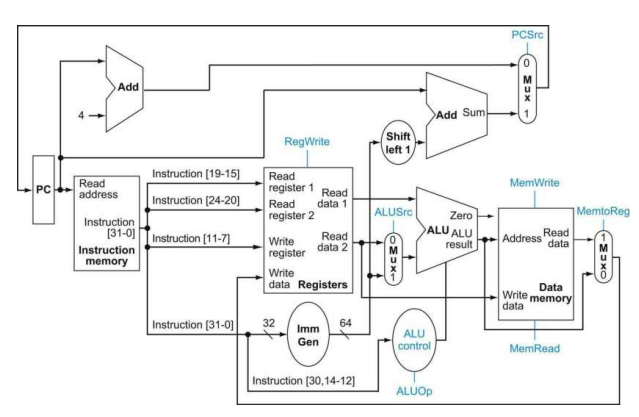 PCSrc
0
M
u
x
1
Add
4
Add Sum
Shift
left 1
RegWrite
PC
Read
address
Instruction
[31-0]
Instruction
memory
Instruction [19-15]
Instruction [24-20]
Instruction [11-7]
Instruction [31-0]
Read
register 1
Read
data 1
Read
register 2
Write
register
Read
data 2
Write
data
Registers
ALUSrc
0
M
u
x
1
Zero
ALU ALU
result
MemWrite
Address
Read
data
Write
data
Data
memory
MemRead
MemtoReg
1
M
u
x
0
32
Imm
Gen
64
ALU
control
ALUOp
Instruction [30,14-12]